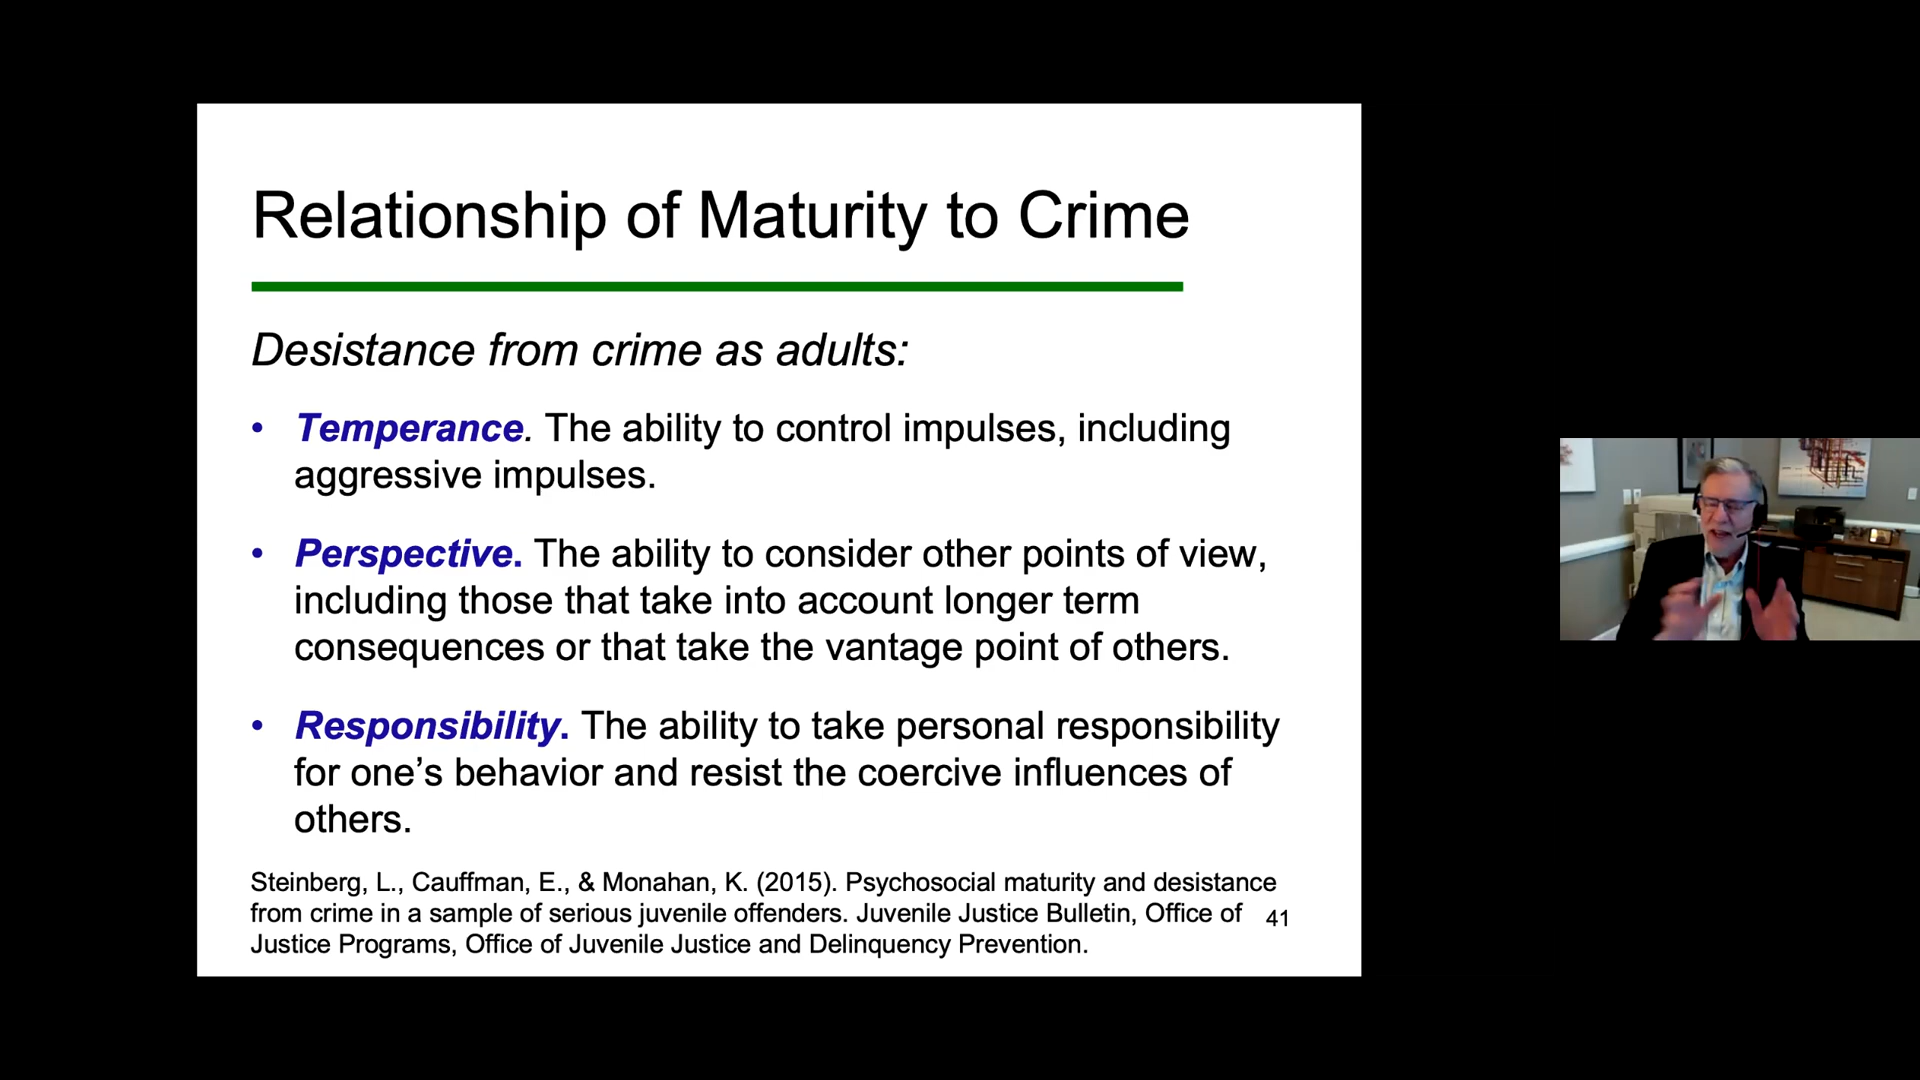 Relationship of Maturity to Crime
Desistance from crime as adults:
• Temperance. The ability to control impulses, including
aggressive impulses.
• Perspective. The ability to consider other points of view,
including those that take into account longer term
consequences or that take the vantage point of others.
• Responsibility. The ability to take personal responsibility
for one’s behavior and resist the coercive influences of
others.
Steinberg, L., Cauffman, E., & Monahan, K. (2015). Psychosocial maturity and desistance
from crime in a sample of serious juvenile offenders. Juvenile Justice Bulletin, Office of
Justice Programs, Office of Juvenile Justice and Delinquency Prevention.
41